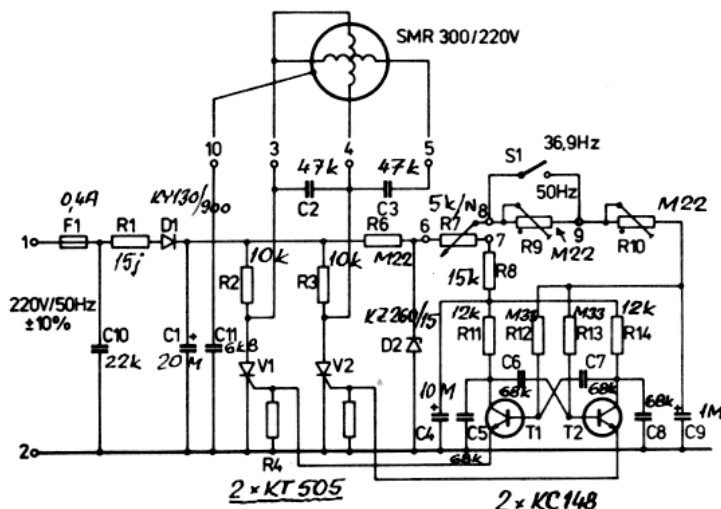 SMR 300/220V
10 3 4 5
47k 47k
C2 C3
S1 36,9Hz
50Hz
0,4A KY130/900
F1 R1 D1
15j
5k/N
6 R7 8 7
R9 9 R10
M22 M22
1
R6
M22
10k 10k
R2 R3
15k R8
220V/50Hz
±10%
KZ260/15
D2
12k M33 M33 12k
R11 R12 R13 R14
C10 C1 C11
22k 20M 6k8
V1 V2
C6 C7
68k 68k
10M 68k 1M
C4 C5 T1 T2 C8 C9
68k
R4
2
2 x KT 505
2 x KC 148